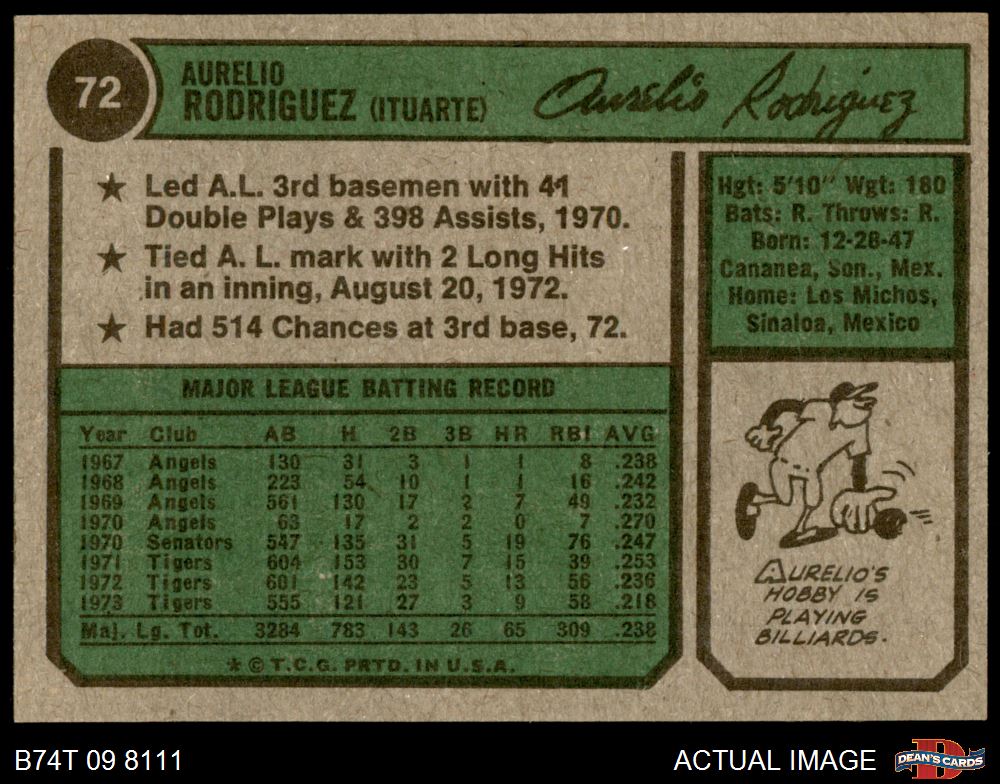 72
AURELIO
RODRIGUEZ (ITUARTE)
Aurelio Rodriguez
★ Led A.L. 3rd basemen with 41
Double Plays & 398 Assists, 1970.
★ Tied A. L. mark with 2 Long Hits
in an inning, August 20, 1972.
★ Had 514 Chances at 3rd base, 72.
Hgt: 5'10" Wgt: 180
Bats: R. Throws: R.
Born: 12-28-47
Cananea, Son., Mex.
Home: Los Michos,
Sinaloa, Mexico
MAJOR LEAGUE BATTING RECORD
Year Club AB H 2B 3B HR RBI AVG
1967 Angels 130 31 3 1 1 8 .238
1968 Angels 223 54 10 1 1 16 .242
1969 Angels 561 130 17 2 7 49 .232
1970 Angels 63 17 2 2 0 7 .270
1970 Senators 547 135 31 5 19 76 .247
1971 Tigers 604 153 30 7 15 39 .253
1972 Tigers 601 142 23 5 13 56 .236
1973 Tigers 555 121 27 3 9 58 .218
Maj. Lg. Tot. 3284 783 143 26 65 309 .238
★ © T.C.G. PRTD. IN U.S.A.
AURELIO'S
HOBBY IS
PLAYING
BILLIARDS.
B74T 09 8111
ACTUAL IMAGE
DEAN'S CARDS